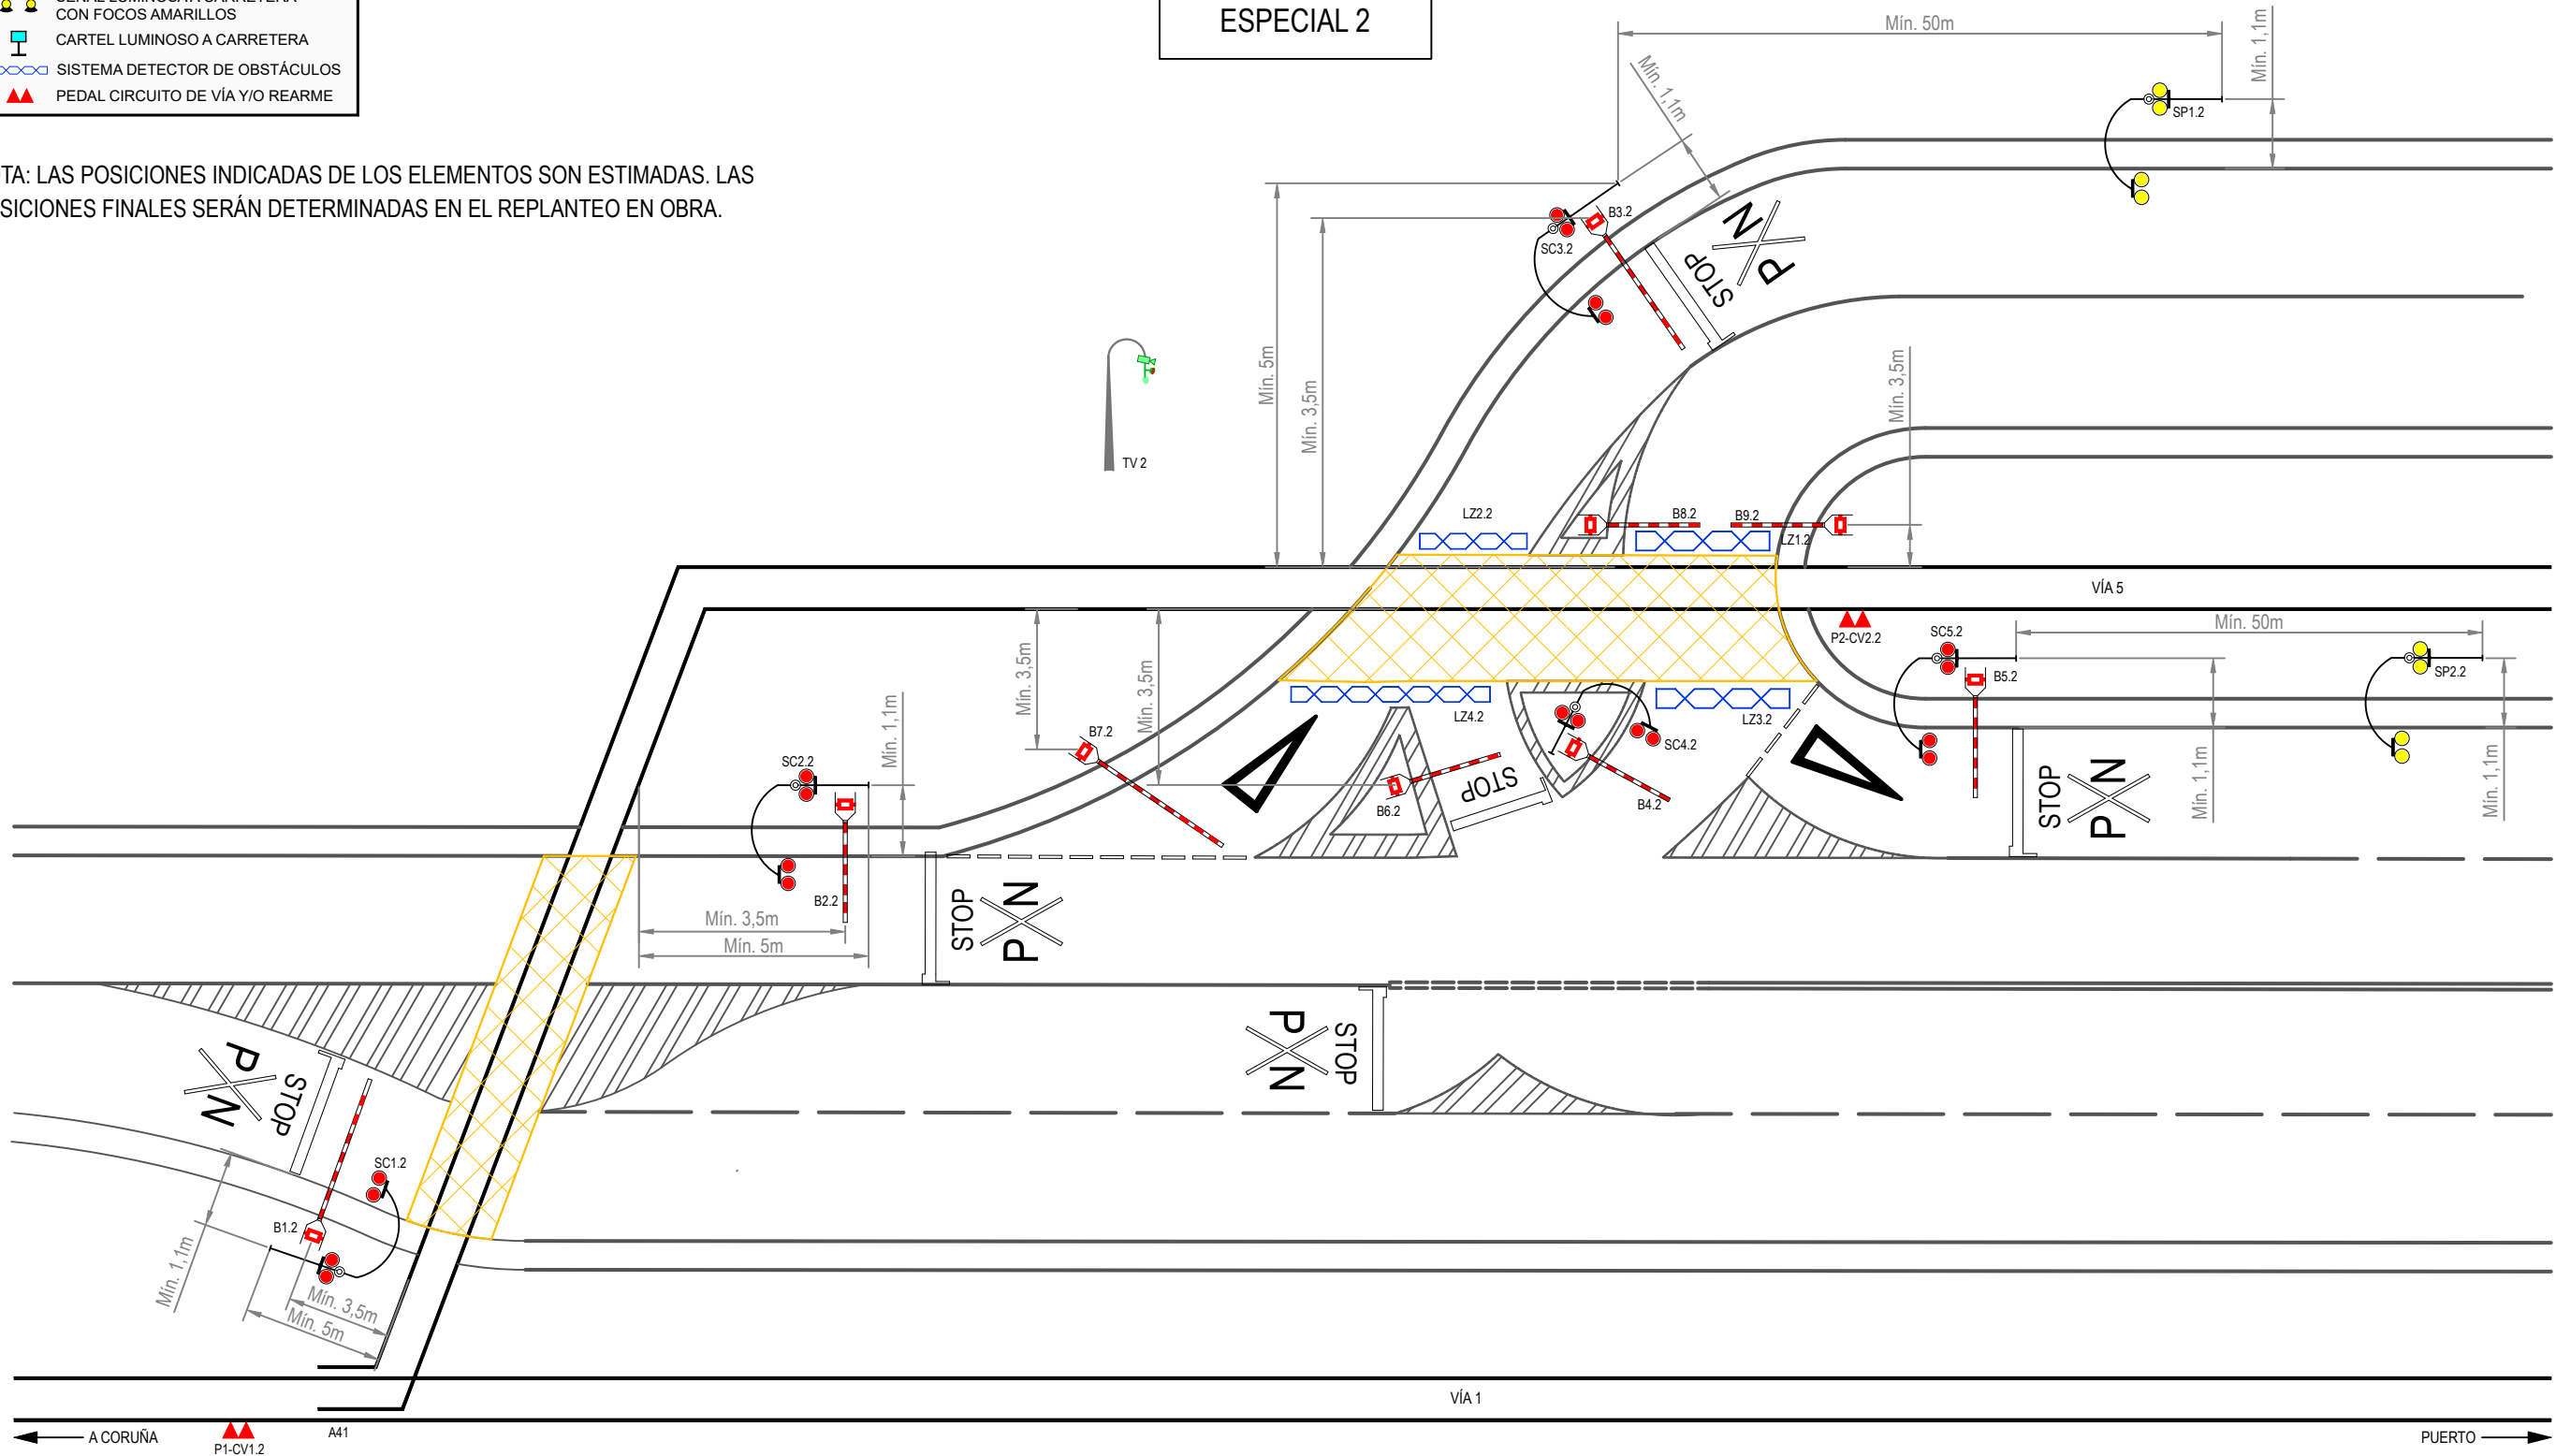 CON FOCOS AMARILLOS
CARTEL LUMINOSO A CARRETERA
SISTEMA DETECTOR DE OBSTÁCULOS
PEDAL CIRCUITO DE VÍA Y/O REARME
ESPECIAL 2
TA: LAS POSICIONES INDICADAS DE LOS ELEMENTOS SON ESTIMADAS. LAS
SICIONES FINALES SERÁN DETERMINADAS EN EL REPLANTEO EN OBRA.
Mín. 50m
Mín. 1,1m
Mín. 1,1m
SP1.2
B3.2
SC3.2
STOP
P N
Mín. 5m
Mín. 3,5m
Mín. 3,5m
TV 2
LZ2.2
B8.2
B9.2
LZ1.2
VÍA 5
P2-CV2.2
SC5.2
Mín. 50m
B5.2
SP2.2
Mín. 3,5m
Mín. 3,5m
Mín. 1,1m
B7.2
LZ4.2
LZ3.2
SC4.2
SC2.2
B6.2
STOP
B4.2
STOP
P N
Mín. 1,1m
Mín. 1,1m
B2.2
Mín. 3,5m
Mín. 5m
STOP
P N
P N
STOP
P N
STOP
SC1.2
B1.2
Mín. 1,1m
Mín. 3,5m
Mín. 5m
VÍA 1
A CORUÑA
P1-CV1.2
A41
PUERTO